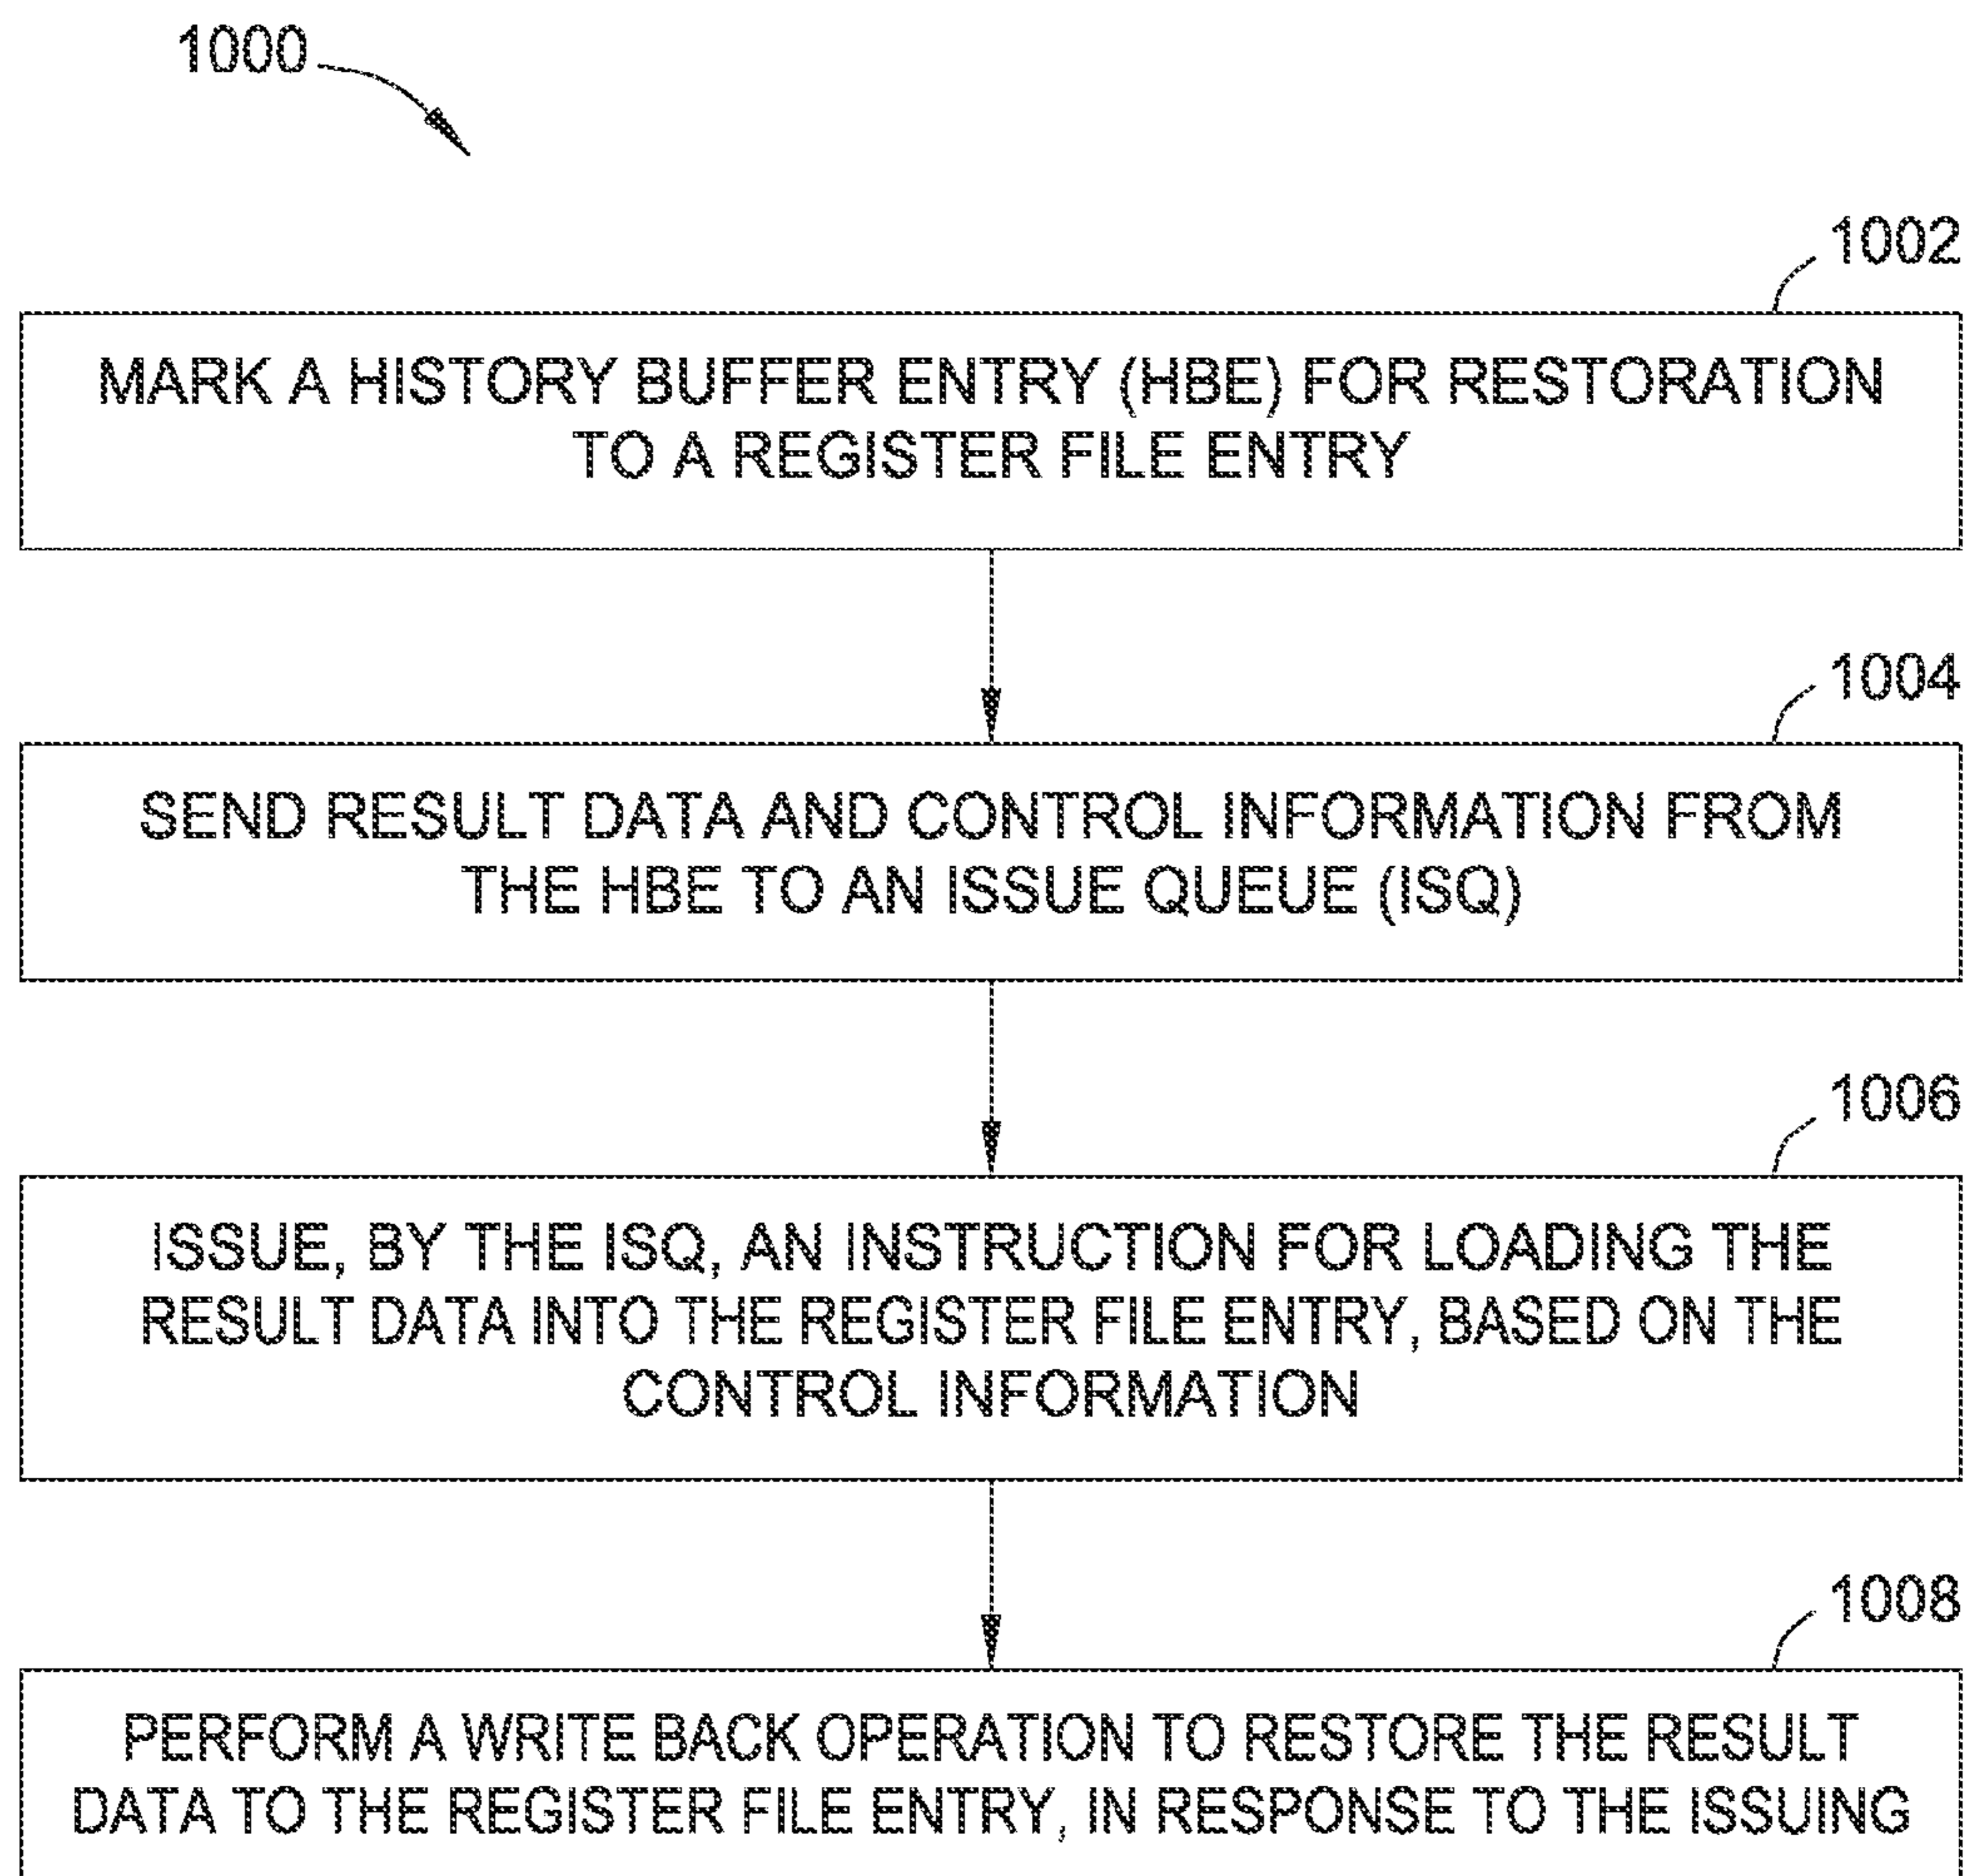 1000
1002
MARK A HISTORY BUFFER ENTRY (HBE) FOR RESTORATION
TO A REGISTER FILE ENTRY
1004
SEND RESULT DATA AND CONTROL INFORMATION FROM
THE HBE TO AN ISSUE QUEUE (ISQ)
1006
ISSUE, BY THE ISQ, AN INSTRUCTION FOR LOADING THE
RESULT DATA INTO THE REGISTER FILE ENTRY, BASED ON THE
CONTROL INFORMATION
1008
PERFORM A WRITE BACK OPERATION TO RESTORE THE RESULT
DATA TO THE REGISTER FILE ENTRY, IN RESPONSE TO THE ISSUING